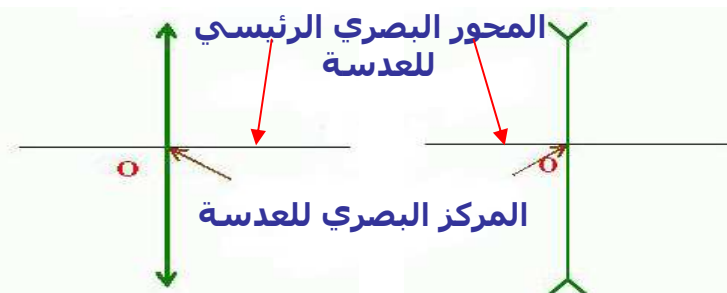 المحور البصري الرئيسي
للعدسة
O
O
المركز البصري للعدسة